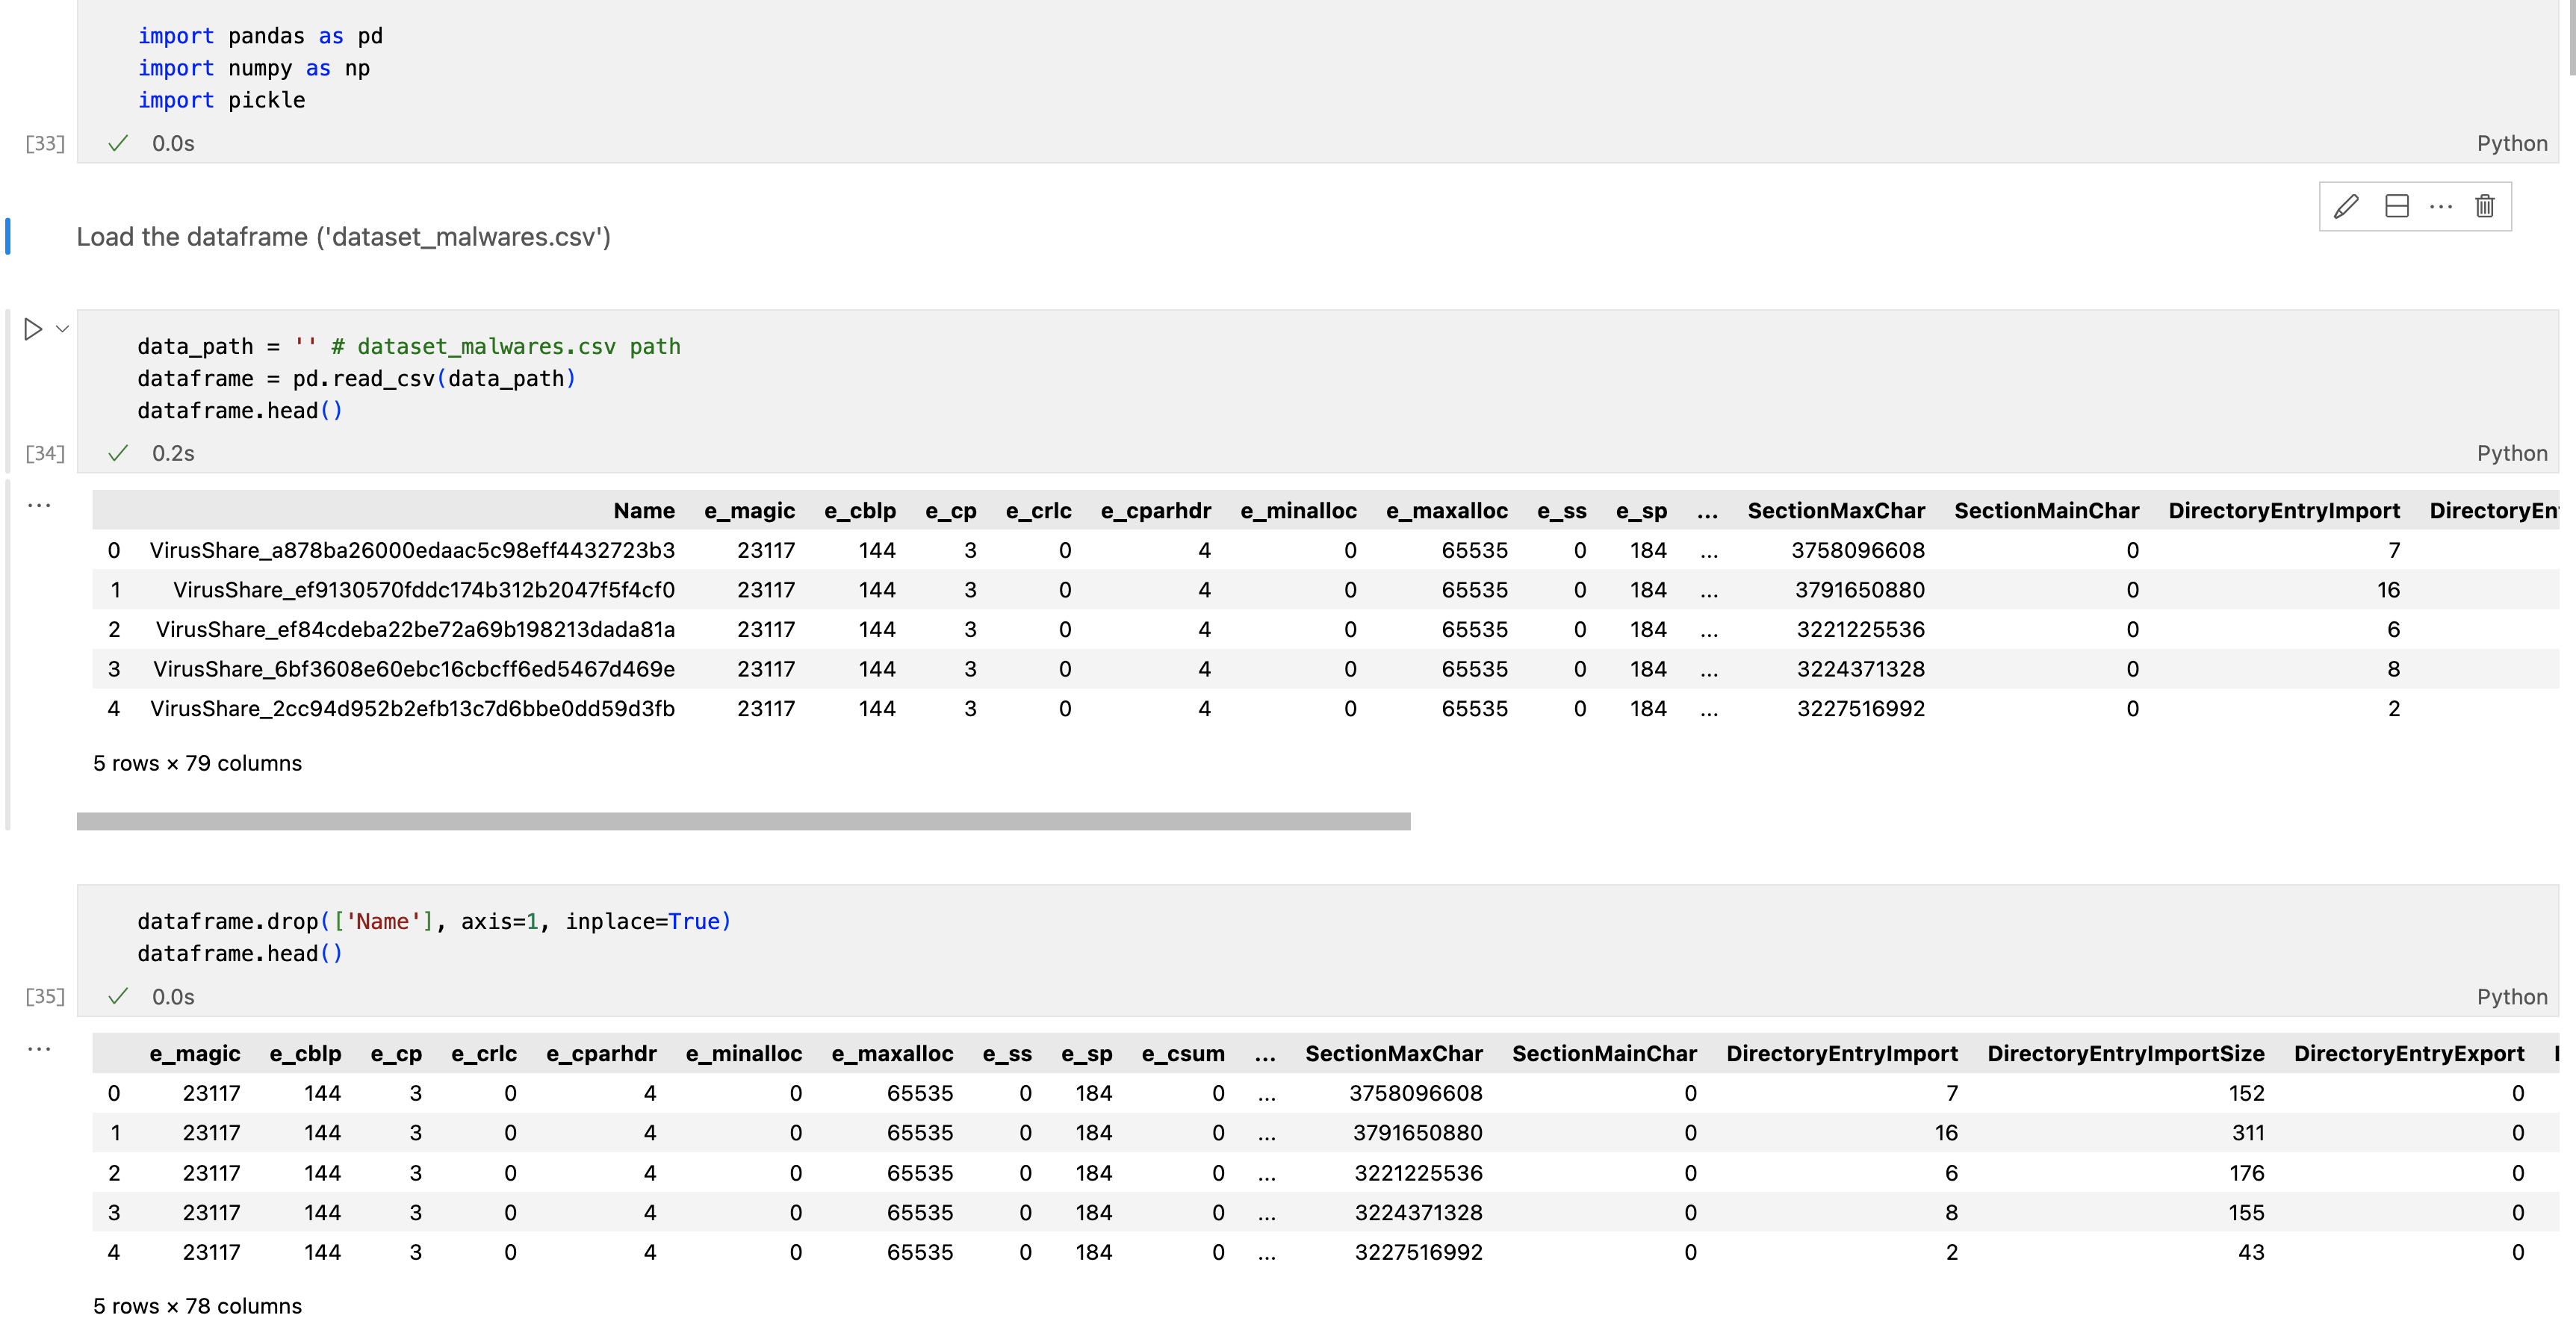 import pandas as pd
import numpy as np
import pickle
[33] 0.0s Python
Load the dataframe ('dataset_malwares.csv')
data_path = '' # dataset_malwares.csv path
dataframe = pd.read_csv(data_path)
dataframe.head()
[34] 0.2s Python
...
Name e_magic e_cblp e_cp e_crlc e_cparhdr e_minalloc e_maxalloc e_ss e_sp ... SectionMaxChar SectionMainChar DirectoryEntryImport DirectoryEn
0 VirusShare_a878ba26000edaac5c98eff4432723b3 23117 144 3 0 4 0 65535 0 184 ... 3758096608 0 7
1 VirusShare_ef9130570fddc174b312b2047f5f4cf0 23117 144 3 0 4 0 65535 0 184 ... 3791650880 0 16
2 VirusShare_ef84cdeba22be72a69b198213dada81a 23117 144 3 0 4 0 65535 0 184 ... 3221225536 0 6
3 VirusShare_6bf3608e60ebc16cbcff6ed5467d469e 23117 144 3 0 4 0 65535 0 184 ... 3224371328 0 8
4 VirusShare_2cc94d952b2efb13c7d6bbe0dd59d3fb 23117 144 3 0 4 0 65535 0 184 ... 3227516992 0 2
5 rows × 79 columns
dataframe.drop(['Name'], axis=1, inplace=True)
dataframe.head()
[35] 0.0s Python
...
e_magic e_cblp e_cp e_crlc e_cparhdr e_minalloc e_maxalloc e_ss e_sp e_csum ... SectionMaxChar SectionMainChar DirectoryEntryImport DirectoryEntryImportSize DirectoryEntryExport
0 23117 144 3 0 4 0 65535 0 184 0 ... 3758096608 0 7 152 0
1 23117 144 3 0 4 0 65535 0 184 0 ... 3791650880 0 16 311 0
2 23117 144 3 0 4 0 65535 0 184 0 ... 3221225536 0 6 176 0
3 23117 144 3 0 4 0 65535 0 184 0 ... 3224371328 0 8 155 0
4 23117 144 3 0 4 0 65535 0 184 0 ... 3227516992 0 2 43 0
5 rows × 78 columns